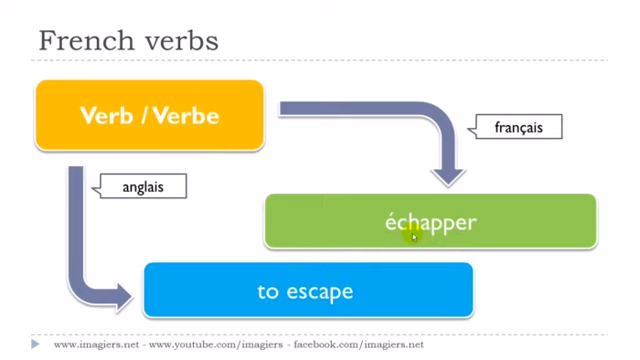 French verbs
Verb / Verbe
français
anglais
échapper
to escape
www.imagiers.net - www.youtube.com/imagiers - facebook.com/imagiers.net